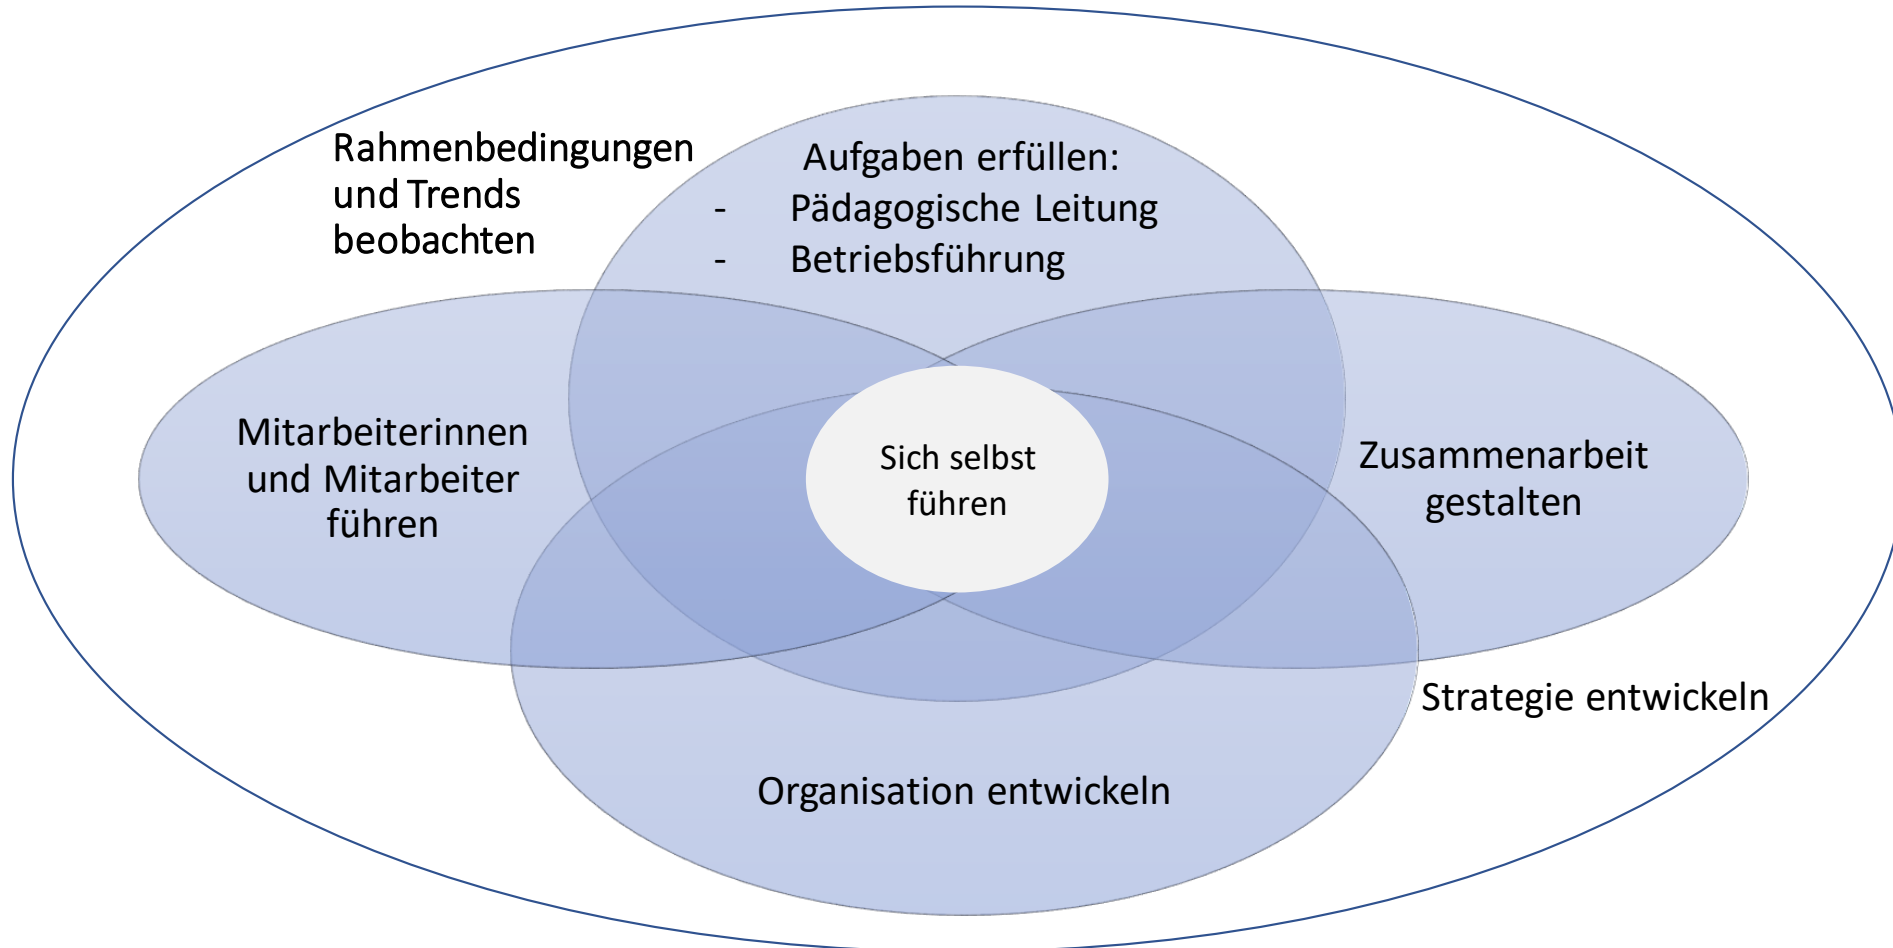 Rahmenbedingungen
und Trends
beobachten
Aufgaben erfüllen:
- Pädagogische Leitung
- Betriebsführung
Mitarbeiterinnen
und Mitarbeiter
führen
Sich selbst
führen
Zusammenarbeit
gestalten
Strategie entwickeln
Organisation entwickeln